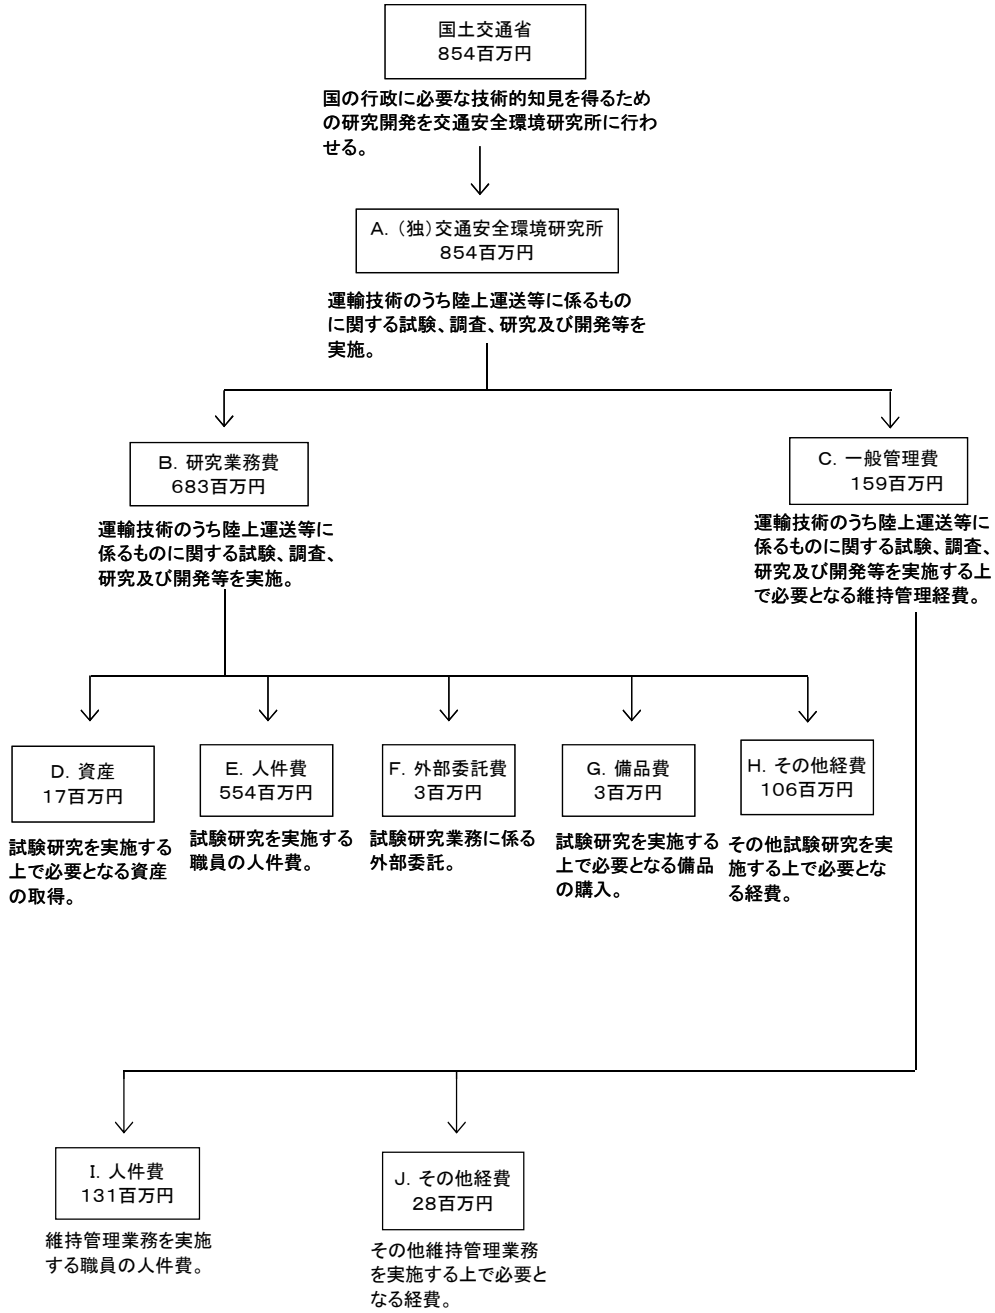 国土交通省
854百万円
国の行政に必要な技術的知見を得るため
の研究開発を交通安全環境研究所に行わ
せる。
A．（独）交通安全環境研究所
854百万円
運輸技術のうち陸上運送等に係るもの
に関する試験、調査、研究及び開発等を
実施。
B．研究業務費
683百万円
運輸技術のうち陸上運送等に
係るものに関する試験、調査、
研究及び開発等を実施。
C．一般管理費
159百万円
運輸技術のうち陸上運送等に
係るものに関する試験、調査、
研究及び開発等を実施する上
で必要となる維持管理経費。
D．資産
17百万円
試験研究を実施する
上で必要となる資産
の取得。
E．人件費
554百万円
試験研究を実施する
職員の人件費。
F．外部委託費
3百万円
試験研究業務に係る
外部委託。
G．備品費
3百万円
試験研究を実施する
上で必要となる備品
の購入。
H．その他経費
106百万円
その他試験研究を実
施する上で必要とな
る経費。
I．人件費
131百万円
維持管理業務を実施
する職員の人件費。
J．その他経費
28百万円
その他維持管理業務
を実施する上で必要と
なる経費。